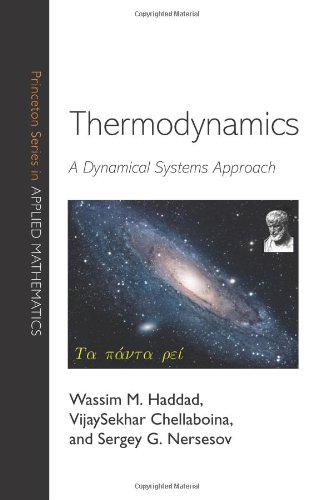 Princeton Series in APPLIED MATHEMATICS
Thermodynamics
A Dynamical Systems Approach
Τα πάντα ρεί
Wassim M. Haddad,
VijaySekhar Chellaboina,
and Sergey G. Nersesov